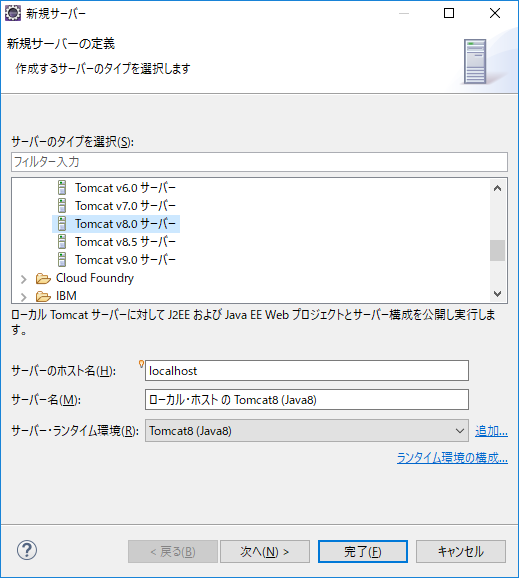 新規サーバー
新規サーバーの定義
作成するサーバーのタイプを選択します
サーバーのタイプを選択(S):
フィルター入力
Tomcat v6.0 サーバー
Tomcat v7.0 サーバー
Tomcat v8.0 サーバー
Tomcat v8.5 サーバー
Tomcat v9.0 サーバー
Cloud Foundry
IBM
ローカル Tomcat サーバーに対して J2EE および Java EE Web プロジェクトとサーバー構成を公開し実行しま
す。
サーバーのホスト名(H): localhost
サーバー名(M): ローカル・ホスト の Tomcat8 (Java8)
サーバー・ランタイム環境(R): Tomcat8 (Java8) 追加...
ランタイム環境の構成...
? < 戻る(B) 次へ(N) > 完了(F) キャンセル